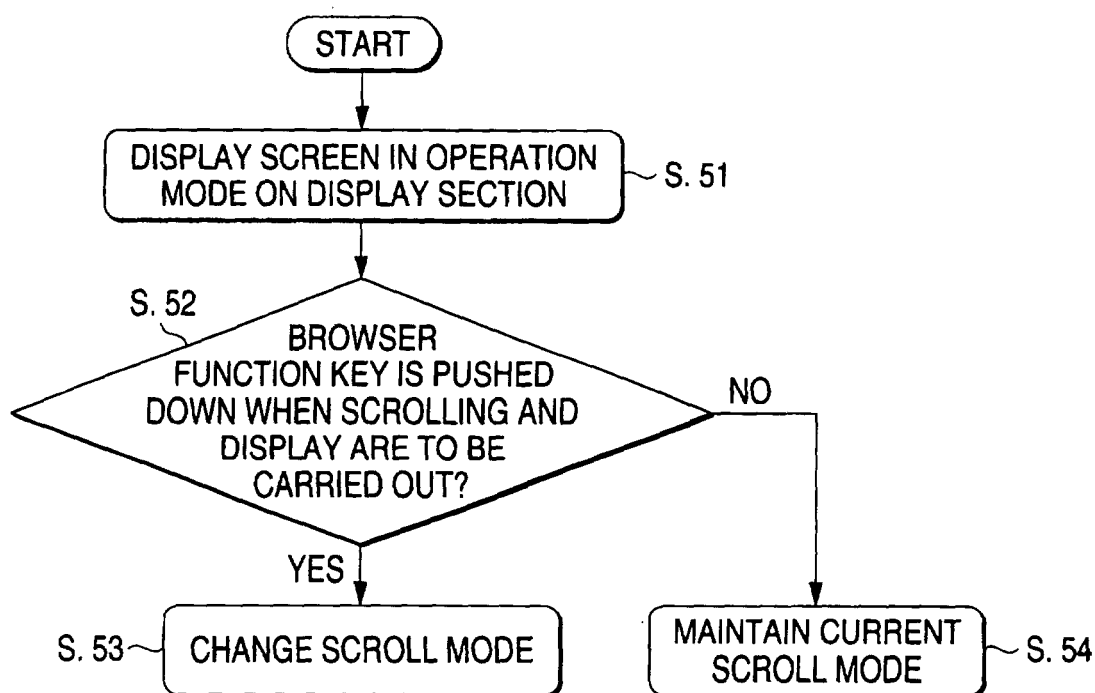 START
DISPLAY SCREEN IN OPERATION
MODE ON DISPLAY SECTION
S. 51
S. 52
BROWSER
FUNCTION KEY IS PUSHED
DOWN WHEN SCROLLING AND
DISPLAY ARE TO BE
CARRIED OUT?
NO
YES
S. 53
CHANGE SCROLL MODE
MAINTAIN CURRENT
SCROLL MODE
S. 54